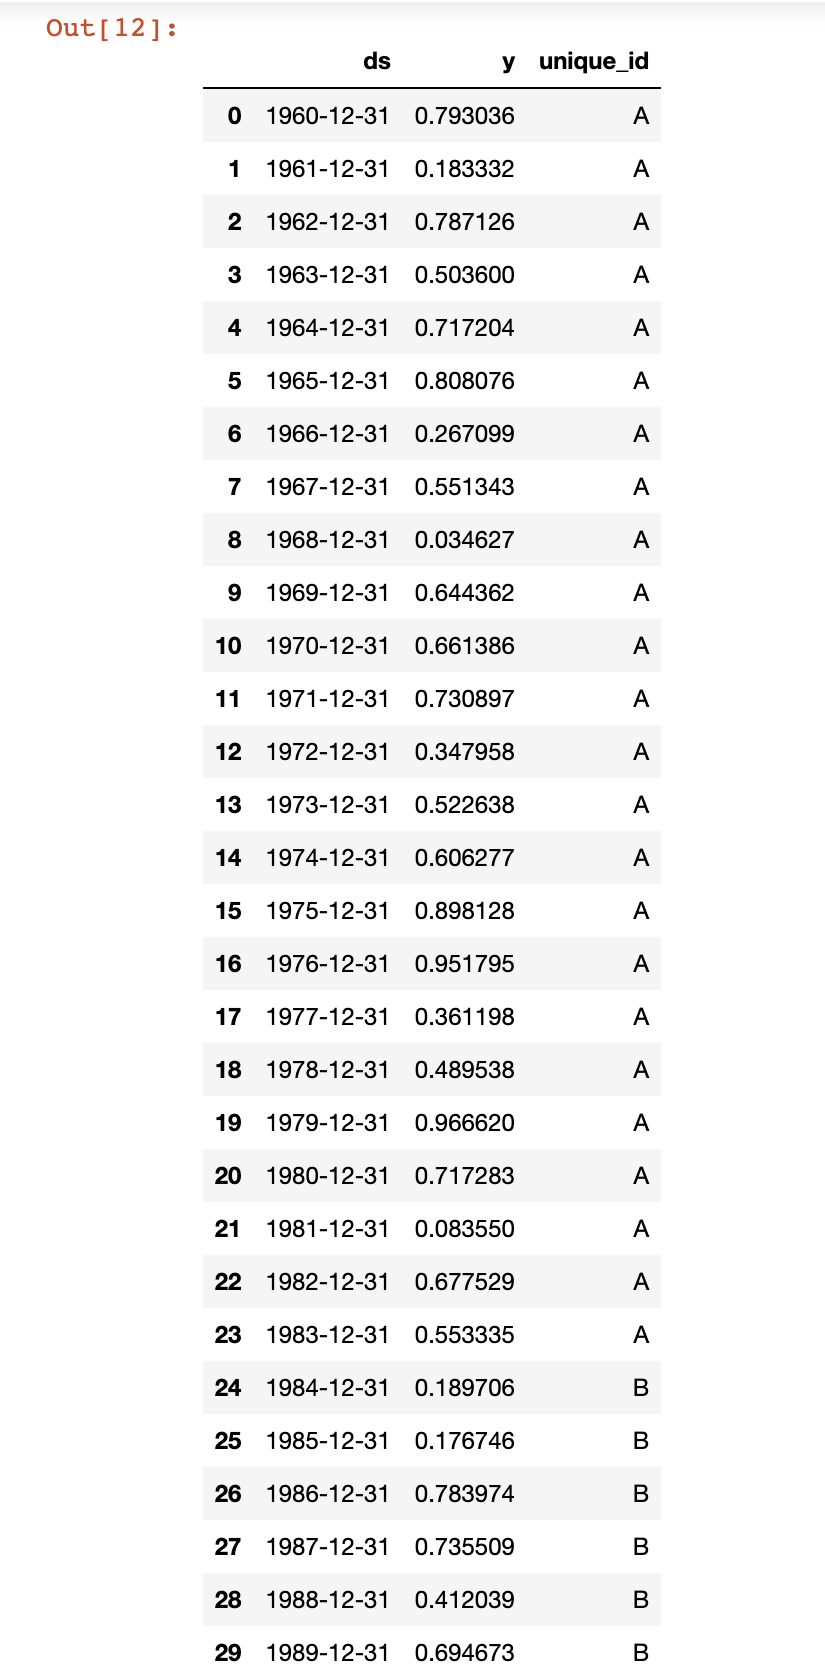 Out[12]:
ds y unique_id
0 1960-12-31 0.793036 A
1 1961-12-31 0.183332 A
2 1962-12-31 0.787126 A
3 1963-12-31 0.503600 A
4 1964-12-31 0.717204 A
5 1965-12-31 0.808076 A
6 1966-12-31 0.267099 A
7 1967-12-31 0.551343 A
8 1968-12-31 0.034627 A
9 1969-12-31 0.644362 A
10 1970-12-31 0.661386 A
11 1971-12-31 0.730897 A
12 1972-12-31 0.347958 A
13 1973-12-31 0.522638 A
14 1974-12-31 0.606277 A
15 1975-12-31 0.898128 A
16 1976-12-31 0.951795 A
17 1977-12-31 0.361198 A
18 1978-12-31 0.489538 A
19 1979-12-31 0.966620 A
20 1980-12-31 0.717283 A
21 1981-12-31 0.083550 A
22 1982-12-31 0.677529 A
23 1983-12-31 0.553335 A
24 1984-12-31 0.189706 B
25 1985-12-31 0.176746 B
26 1986-12-31 0.783974 B
27 1987-12-31 0.735509 B
28 1988-12-31 0.412039 B
29 1989-12-31 0.694673 B